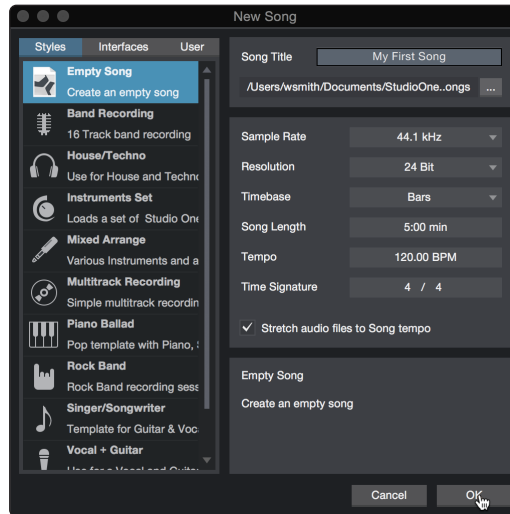 New Song
Styles Interfaces User
Empty Song
Create an empty song
Band Recording
16 Track band recording
House/Techno
Use for House and Techno
Instruments Set
Loads a set of Studio One
Mixed Arrange
Various Instruments and a
Multitrack Recording
Simple multitrack recordin
Piano Ballad
Pop template with Piano,
Rock Band
Rock Band recording sess
Singer/Songwriter
Template for Guitar & Voc
Vocal + Guitar
Song Title My First Song
/Users/wsmith/Documents/StudioOne..ongs ...
Sample Rate 44.1 kHz
Resolution 24 Bit
Timebase Bars
Song Length 5:00 min
Tempo 120.00 BPM
Time Signature 4 / 4
Stretch audio files to Song tempo
Empty Song
Create an empty song
Cancel OK